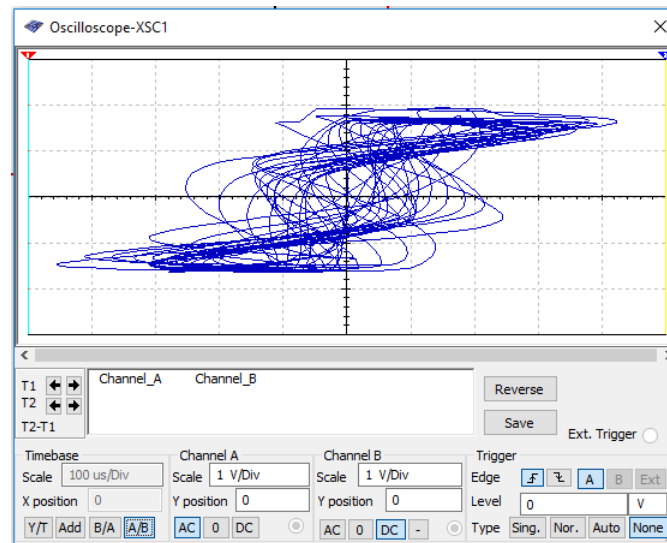 Oscilloscope-XSC1
T1
T2
T2-T1
Channel_A Channel_B
Reverse
Save
Ext. Trigger
Timebase
Scale 100 us/Div
X position 0
Y/T Add B/A A/B
Channel A
Scale 1 V/Div
Y position 0
AC 0 DC
Channel B
Scale 1 V/Div
Y position 0
AC 0 DC -
Trigger
Edge A B Ext
Level 0 V
Type Sing. Nor. Auto None